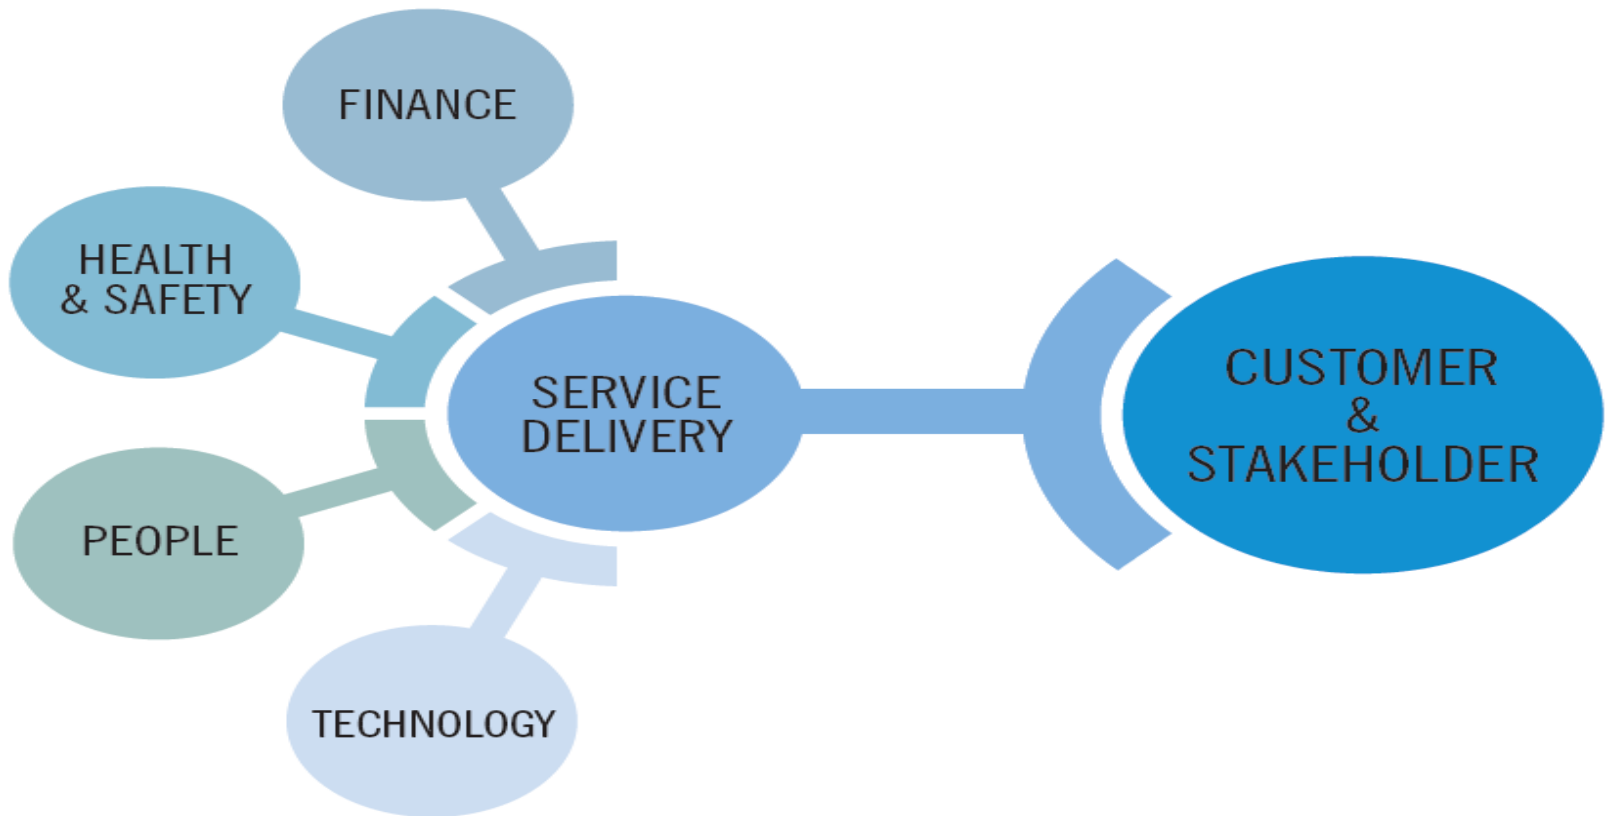 FINANCE
HEALTH
& SAFETY
PEOPLE
TECHNOLOGY
SERVICE
DELIVERY
CUSTOMER
&
STAKEHOLDER